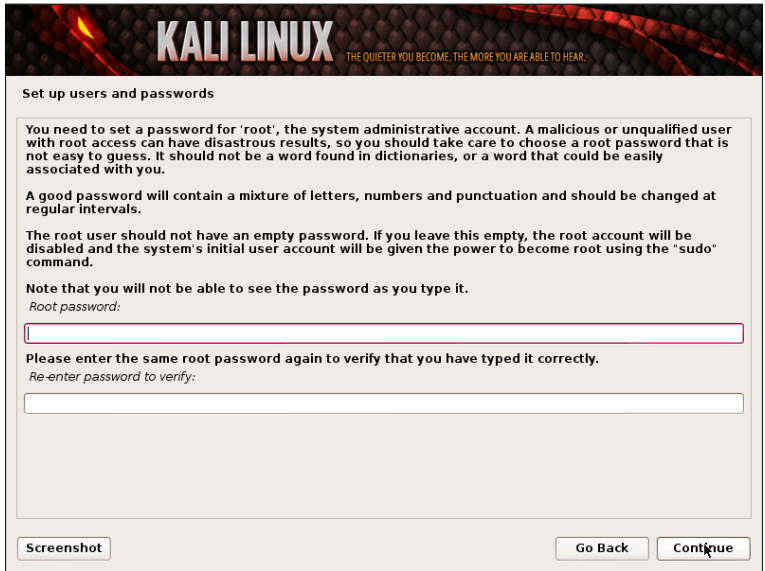 KALI LINUX THE QUIETER YOU BECOME, THE MORE YOU ARE ABLE TO HEAR.
Set up users and passwords
You need to set a password for 'root', the system administrative account. A malicious or unqualified user
with root access can have disastrous results, so you should take care to choose a root password that is
not easy to guess. It should not be a word found in dictionaries, or a word that could be easily
associated with you.
A good password will contain a mixture of letters, numbers and punctuation and should be changed at
regular intervals.
The root user should not have an empty password. If you leave this empty, the root account will be
disabled and the system's initial user account will be given the power to become root using the "sudo"
command.
Note that you will not be able to see the password as you type it.
Root password:
Please enter the same root password again to verify that you have typed it correctly.
Re-enter password to verify:
Screenshot
Go Back
Continue